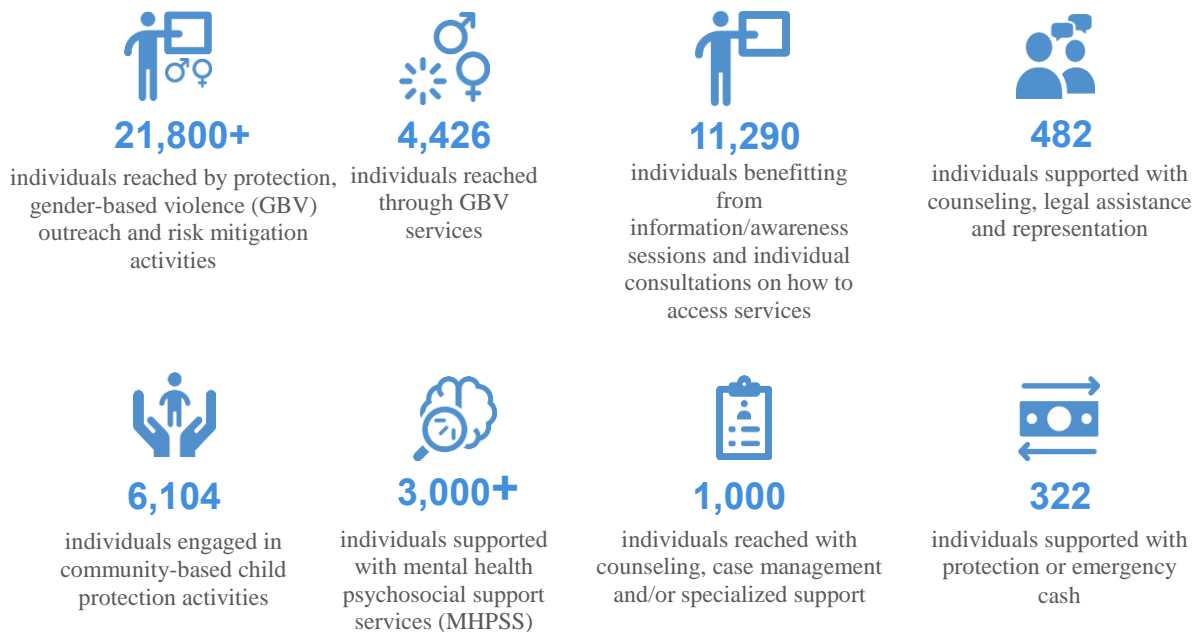 21,800+
individuals reached by protection,
gender-based violence (GBV)
outreach and risk mitigation
activities
4,426
individuals reached
through GBV
services
11,290
individuals benefitting
from
information/awareness
sessions and individual
consultations on how to
access services
482
individuals supported with
counseling, legal assistance
and representation
6,104
individuals engaged in
community-based child
protection activities
3,000+
individuals supported
with mental health
psychosocial support
services (MHPSS)
1,000
individuals reached with
counseling, case management
and/or specialized support
322
individuals supported with
protection or emergency
cash